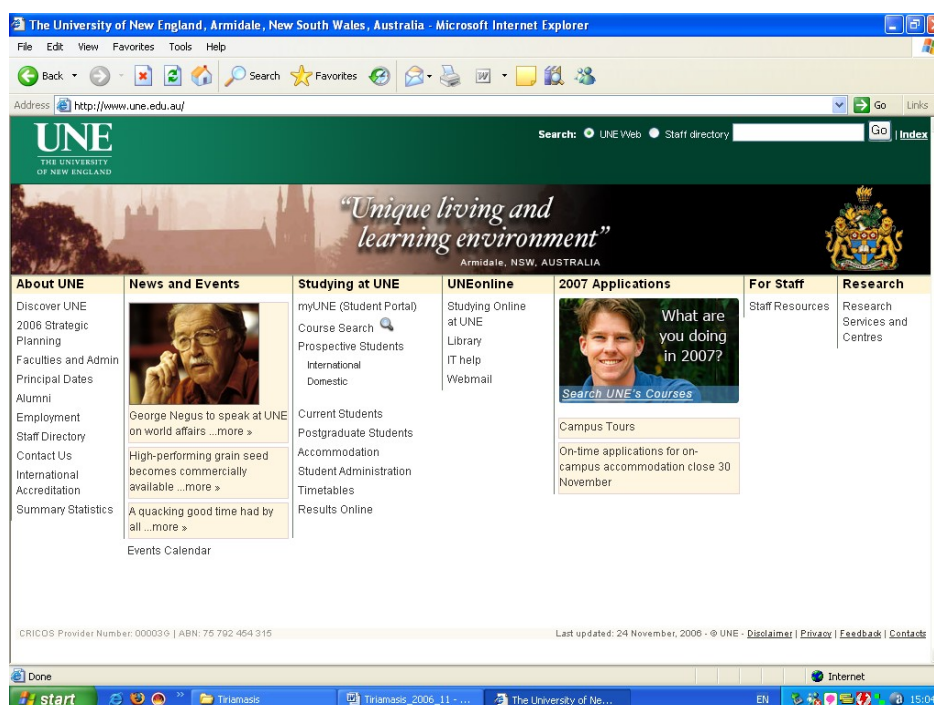 The University of New England, Armidale, New South Wales, Australia - Microsoft Internet Explorer
File Edit View Favorites Tools Help
Back Search Favorites
Address http://www.une.edu.au/ Go Links
UNE
THE UNIVERSITY
OF NEW ENGLAND
Search: UNE Web Staff directory Go | Index
“Unique living and
learning environment”
Armidale, NSW, AUSTRALIA
About UNE
Discover UNE
2006 Strategic
Planning
Faculties and Admin
Principal Dates
Alumni
Employment
Staff Directory
Contact Us
International
Accreditation
Summary Statistics
News and Events
George Negus to speak at UNE
on world affairs ...more »
High-performing grain seed
becomes commercially
available ...more »
A quacking good time had by
all ...more »
Events Calendar
Studying at UNE
myUNE (Student Portal)
Course Search
Prospective Students
International
Domestic
Current Students
Postgraduate Students
Accommodation
Student Administration
Timetables
Results Online
UNEonline
Studying Online
at UNE
Library
IT help
Webmail
2007 Applications
What are
you doing
in 2007?
Search UNE's Courses
Campus Tours
On-time applications for on-
campus accommodation close 30
November
For Staff
Staff Resources
Research
Research
Services and
Centres
CRICOS Provider Number: 00003G | ABN: 75 792 454 315
Last updated: 24 November, 2006 - © UNE - Disclaimer | Privacy | Feedback | Contacts
Done Internet
start Tiriamasis Tiriamasis_2006_11 - ... The University of Ne... EN 15:04